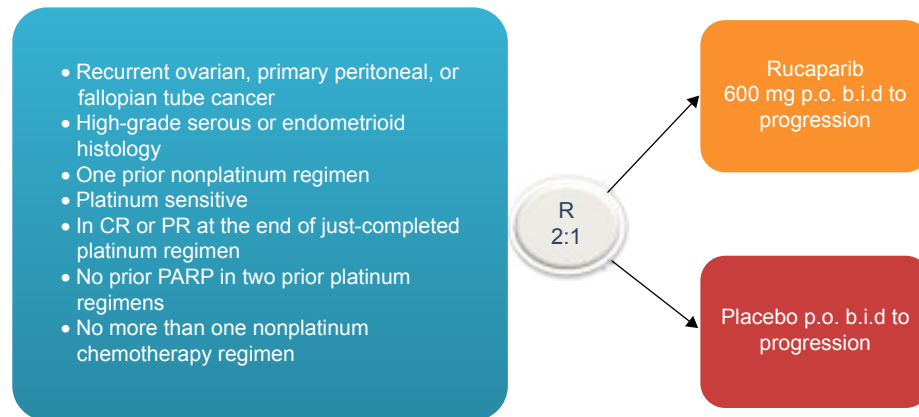 • Recurrent ovarian, primary peritoneal, or
fallopian tube cancer
• High-grade serous or endometrioid
histology
• One prior nonplatinum regimen
• Platinum sensitive
• In CR or PR at the end of just-completed
platinum regimen
• No prior PARP in two prior platinum
regimens
• No more than one nonplatinum
chemotherapy regimen
R
2:1
Rucaparib
600 mg p.o. b.i.d to
progression
Placebo p.o. b.i.d to
progression